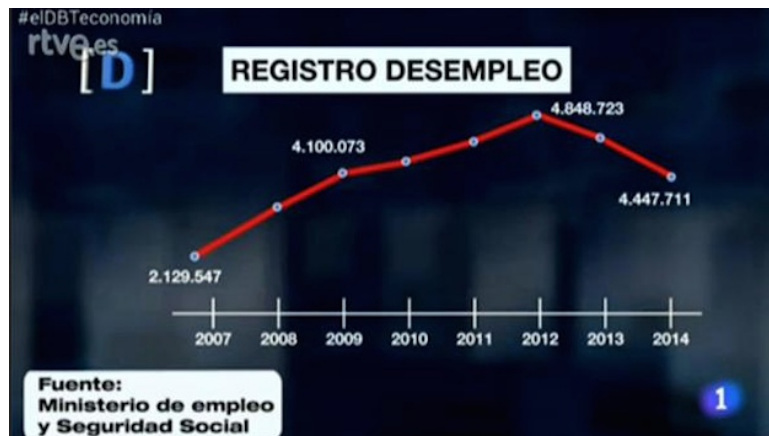 #elDBTeconomía
rtve.es
[D]
REGISTRO DESEMPLEO
4.848.723
4.100.073
4.447.711
2.129.547
2007 2008 2009 2010 2011 2012 2013 2014
Fuente:
Ministerio de empleo
y Seguridad Social
1